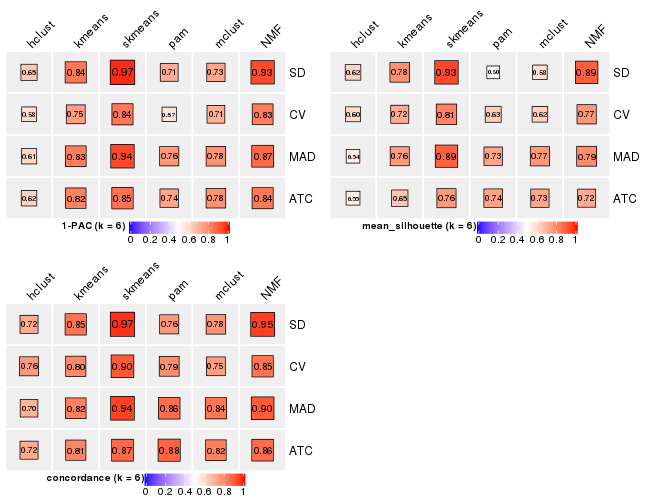 hclust kmeans skmeans pam mclust NMF
0.65 0.84 0.97 0.71 0.73 0.93 SD
0.58 0.75 0.84 0.57 0.71 0.83 CV
0.61 0.83 0.94 0.76 0.78 0.87 MAD
0.62 0.82 0.85 0.74 0.78 0.84 ATC
1-PAC (k = 6)
0 0.2 0.4 0.6 0.8 1
hclust kmeans skmeans pam mclust NMF
0.62 0.78 0.93 0.50 0.58 0.89 SD
0.60 0.72 0.81 0.63 0.62 0.77 CV
0.54 0.76 0.89 0.73 0.77 0.79 MAD
0.55 0.65 0.76 0.74 0.73 0.72 ATC
mean_silhouette (k = 6)
0 0.2 0.4 0.6 0.8 1
hclust kmeans skmeans pam mclust NMF
0.72 0.85 0.97 0.76 0.78 0.95 SD
0.76 0.80 0.90 0.79 0.75 0.85 CV
0.70 0.82 0.94 0.86 0.84 0.90 MAD
0.72 0.81 0.87 0.88 0.82 0.86 ATC
concordance (k = 6)
0 0.2 0.4 0.6 0.8 1